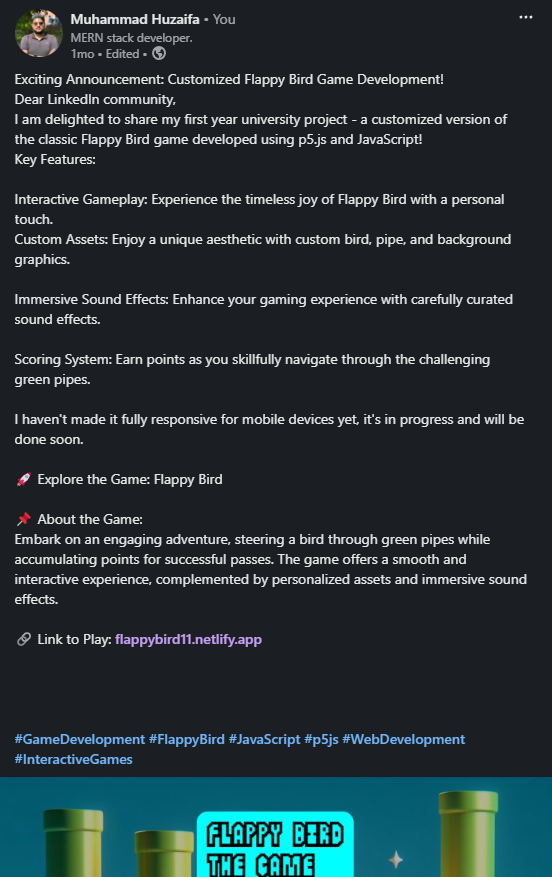 Muhammad Huzaifa • You
MERN stack developer.
1mo • Edited •
Exciting Announcement: Customized Flappy Bird Game Development!
Dear LinkedIn community,
I am delighted to share my first year university project - a customized version of
the classic Flappy Bird game developed using p5.js and JavaScript!
Key Features:
Interactive Gameplay: Experience the timeless joy of Flappy Bird with a personal
touch.
Custom Assets: Enjoy a unique aesthetic with custom bird, pipe, and background
graphics.
Immersive Sound Effects: Enhance your gaming experience with carefully curated
sound effects.
Scoring System: Earn points as you skillfully navigate through the challenging
green pipes.
I haven't made it fully responsive for mobile devices yet, it's in progress and will be
done soon.
🚀 Explore the Game: Flappy Bird
📌 About the Game:
Embark on an engaging adventure, steering a bird through green pipes while
accumulating points for successful passes. The game offers a smooth and
interactive experience, complemented by personalized assets and immersive sound
effects.
🔗 Link to Play: flappybird11.netlify.app
#GameDevelopment #FlappyBird #JavaScript #p5js #WebDevelopment
#InteractiveGames
FLAPPY BIRD
THE GAME